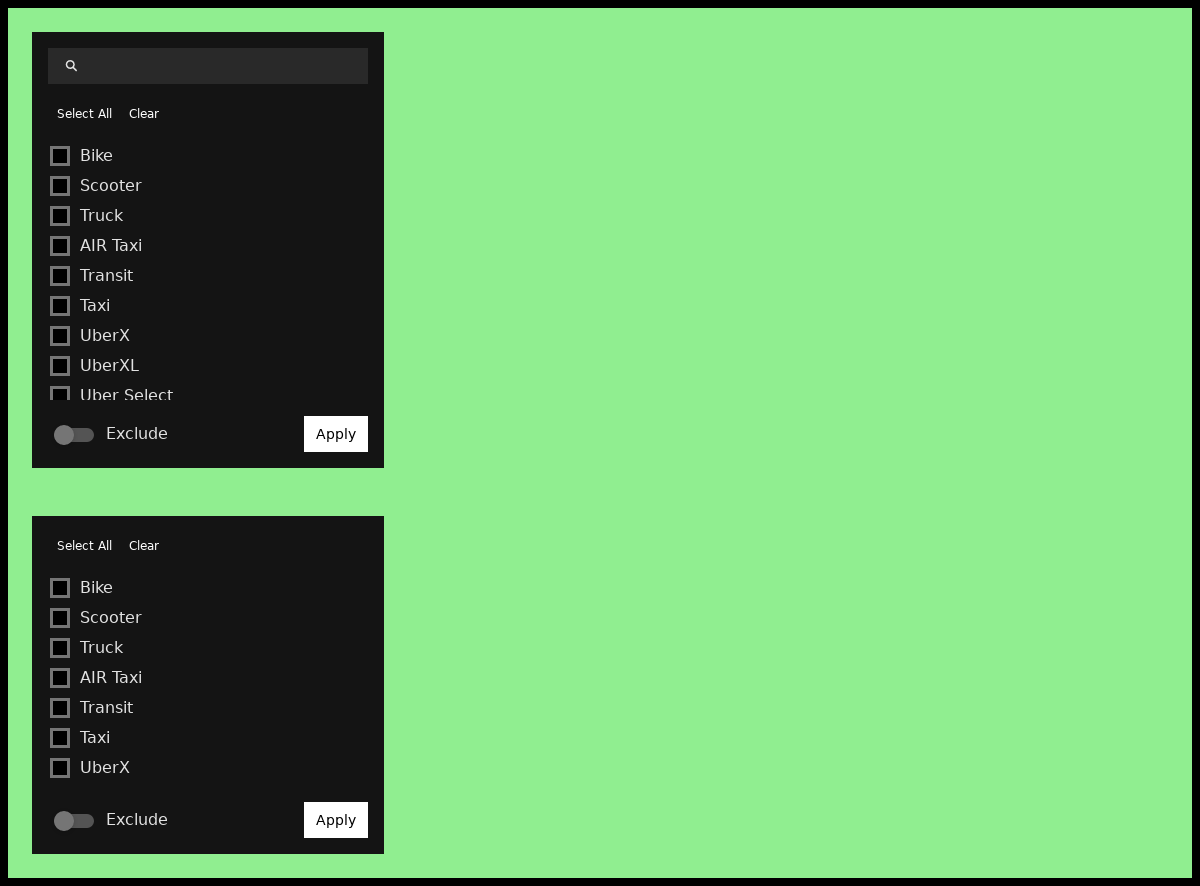 Select All Clear
Bike
Scooter
Truck
AIR Taxi
Transit
Taxi
UberX
UberXL
Uber Select
Exclude Apply
Select All Clear
Bike
Scooter
Truck
AIR Taxi
Transit
Taxi
UberX
Exclude Apply